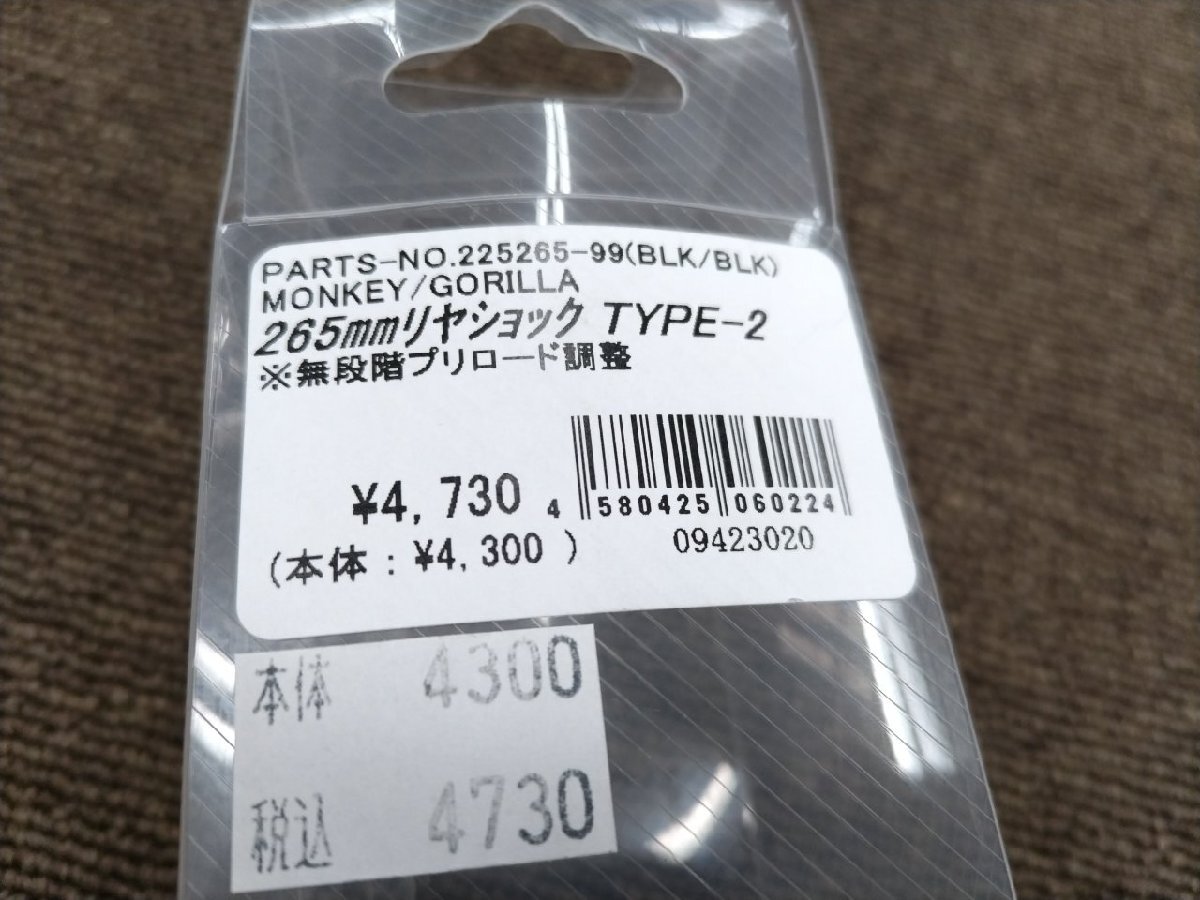 PARTS-NO.225265-99(BLK/BLK)
MONKEY/GORILLA
265mmリヤショック TYPE-2
※無段階プリロード調整
¥4,730
(本体:¥4,300 )
4 580425 060224
09423020
本体 4300
税込 4730